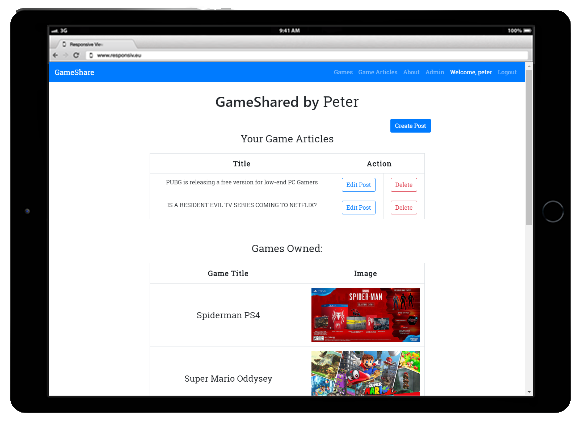 3G 9:41 AM 100%
Responsive Vie
www.responsiv.eu
GameShare Games Game Articles About Admin Welcome, peter Logout
GameShared by Peter
Create Post
Your Game Articles
Title Action
PUBG is releasing a free version for low-end PC Gamers Edit Post Delete
IS A RESIDENT EVIL TV SERIES COMING TO NETFLIX? Edit Post Delete
Games Owned:
Game Title Image
SPIDER-MAN
Spiderman PS4
Super Mario Oddysey